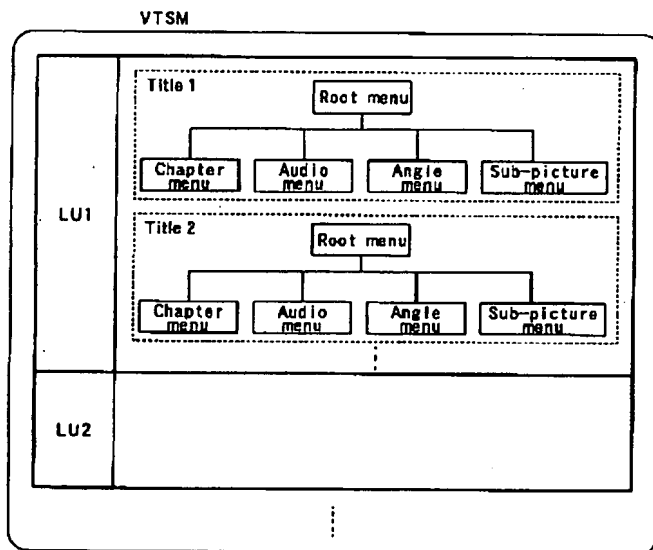 VTSM
LU1
Title 1
Root menu
Chapter menu
Audio menu
Angle menu
Sub-picture menu
Title 2
Root menu
Chapter menu
Audio menu
Angle menu
Sub-picture menu
LU2